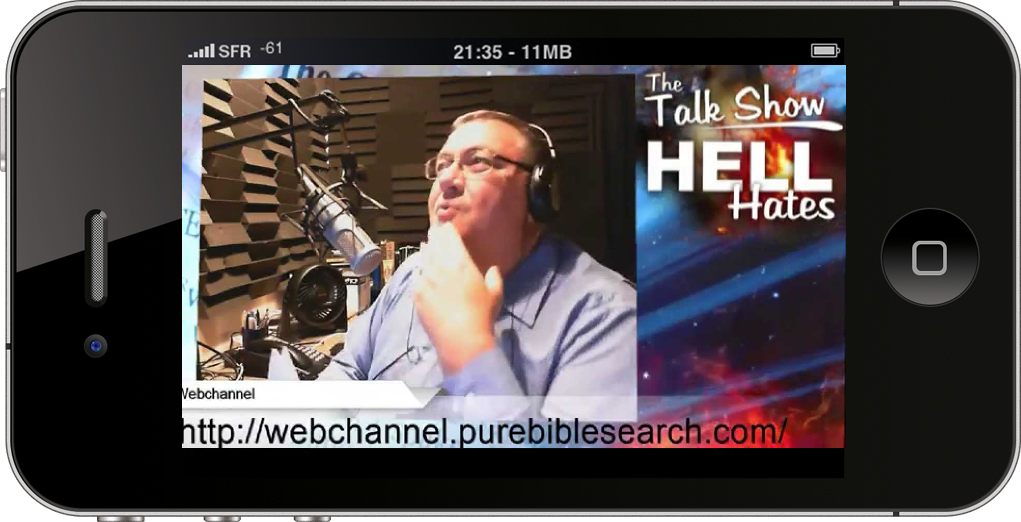 SFR -61 21:35 - 11MB
The
Talk Show
HELL
Hates
Webchannel
http://webchannel.purebiblesearch.com/